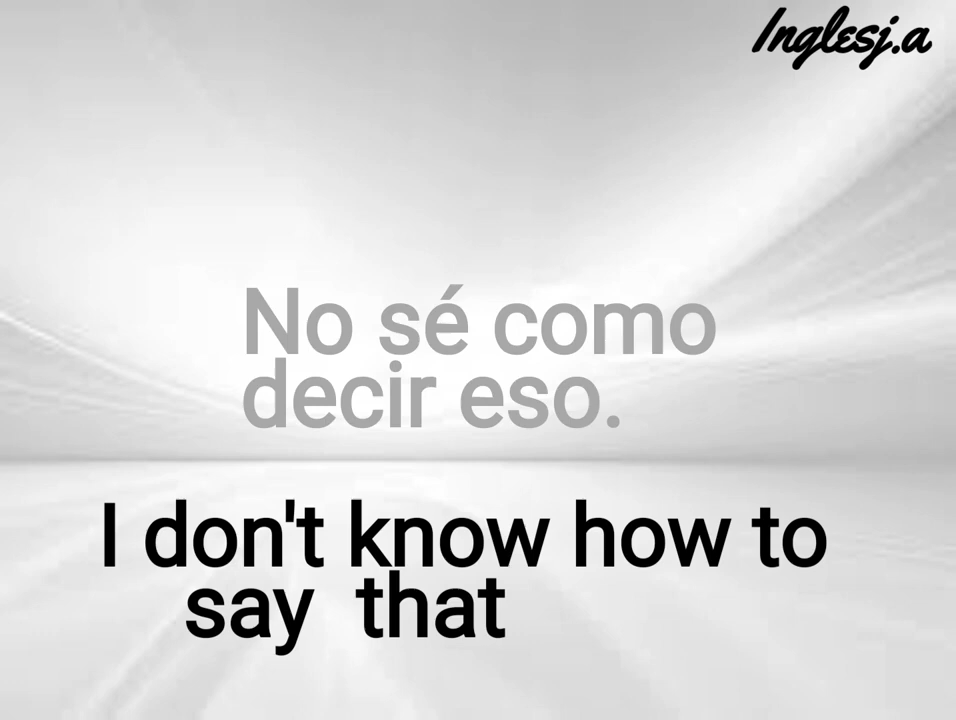 Inglesj.a
No sé como
decir eso.
I don't know how to
say that